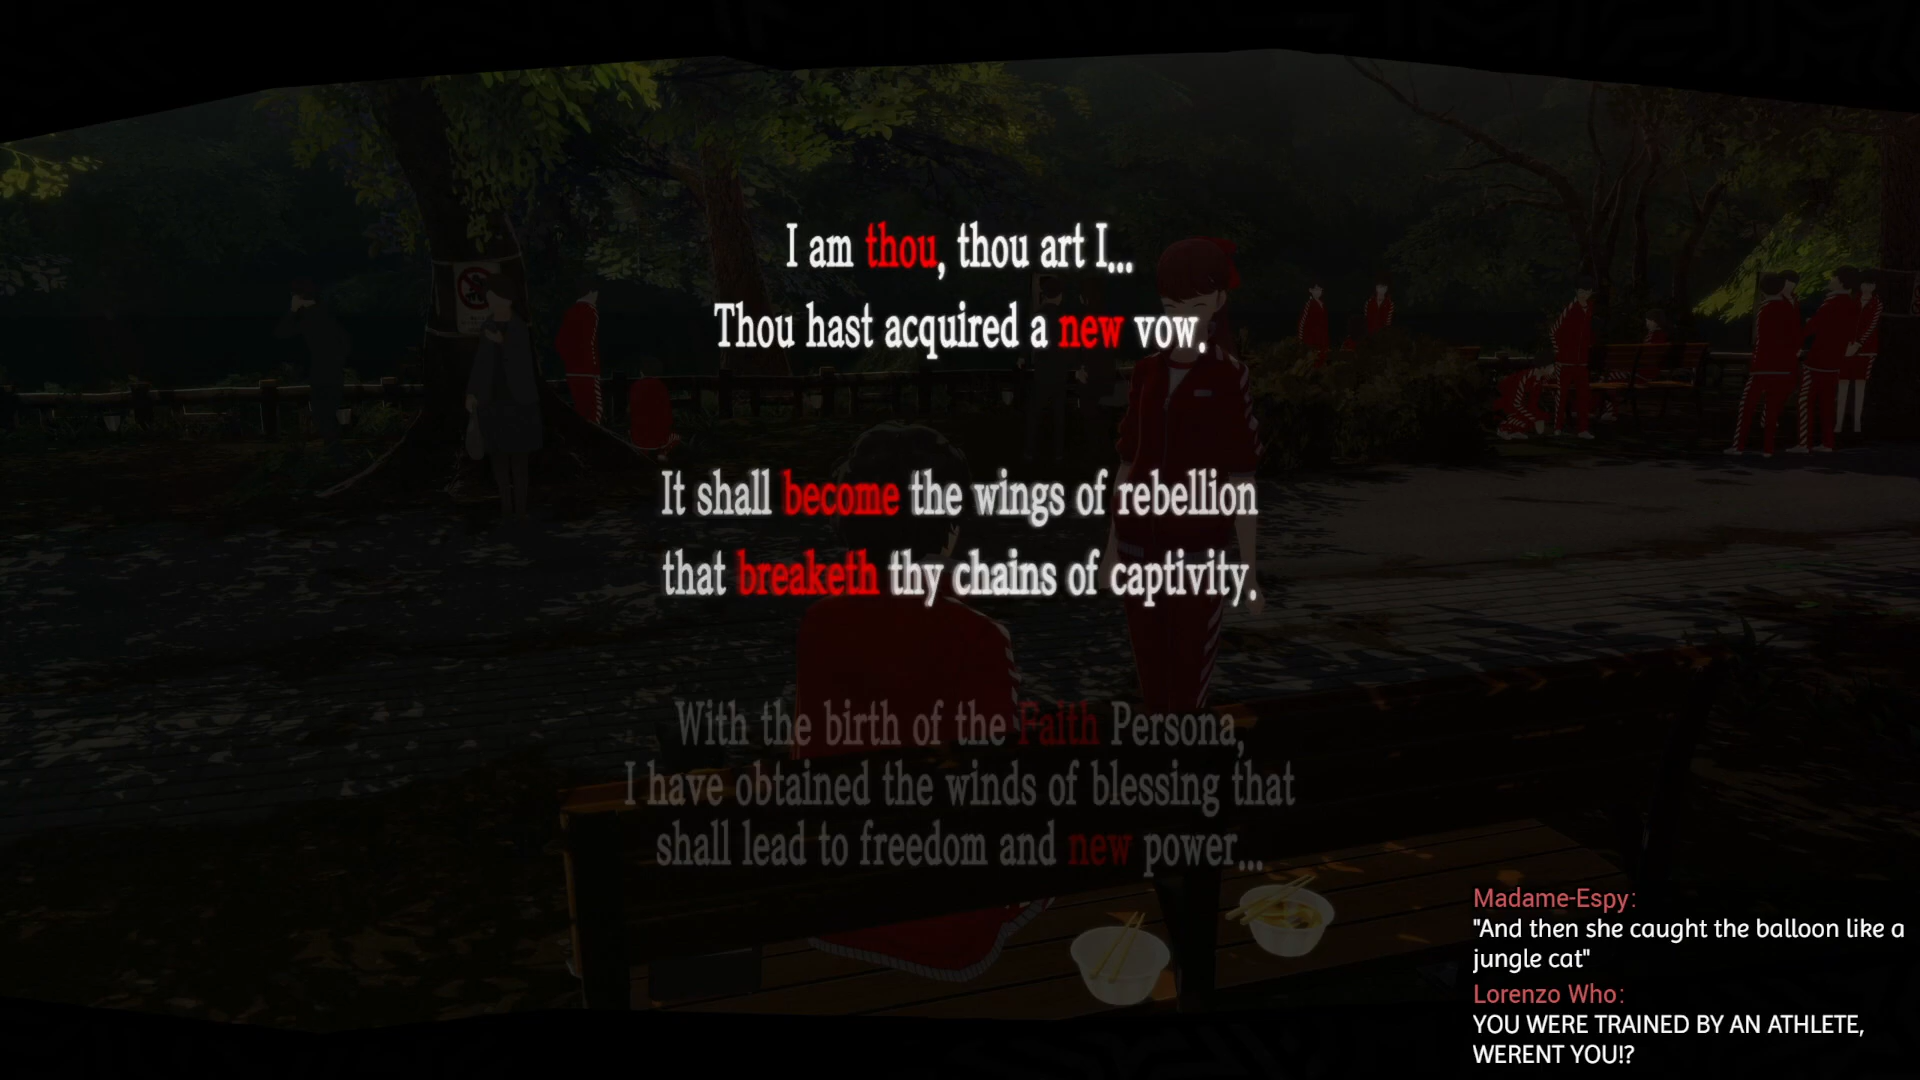 I am thou, thou art I...
Thou hast acquired a new vow.
It shall become the wings of rebellion
that breaketh thy chains of captivity.
With the birth of the Faith Persona,
I have obtained the winds of blessing that
shall lead to freedom and new power...
Madame-Espy:
"And then she caught the balloon like a
jungle cat"
Lorenzo Who:
YOU WERE TRAINED BY AN ATHLETE,
WERENT YOU!?